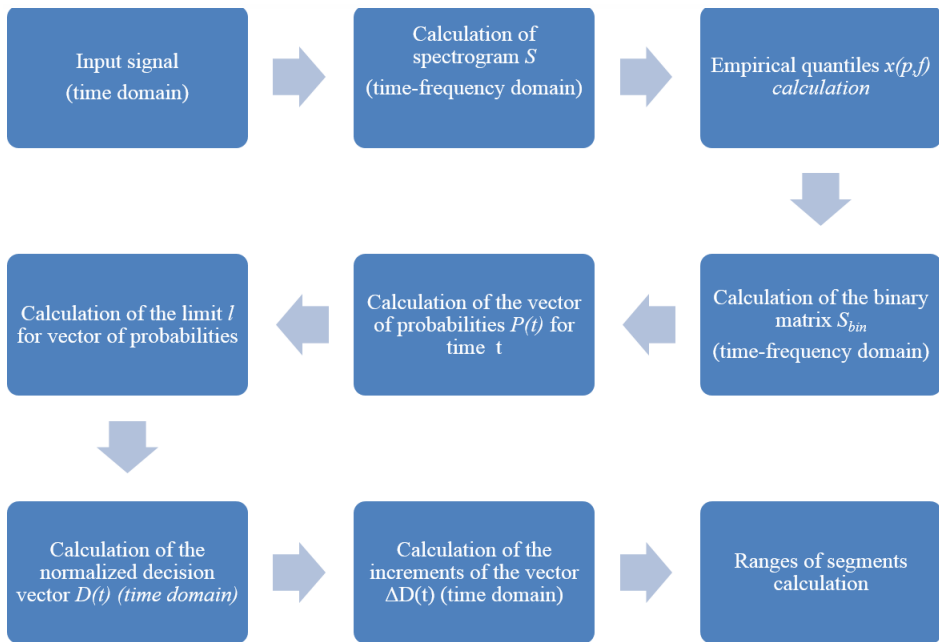 Input signal
(time domain)
Calculation of
spectrogram S
(time-frequency domain)
Empirical quantiles x(p,f)
calculation
Calculation of the limit l
for vector of probabilities
Calculation of the vector
of probabilities P(t) for
time t
Calculation of the binary
matrix Sbin
(time-frequency domain)
Calculation of the
normalized decision
vector D(t) (time domain)
Calculation of the
increments of the vector
ΔD(t) (time domain)
Ranges of segments
calculation